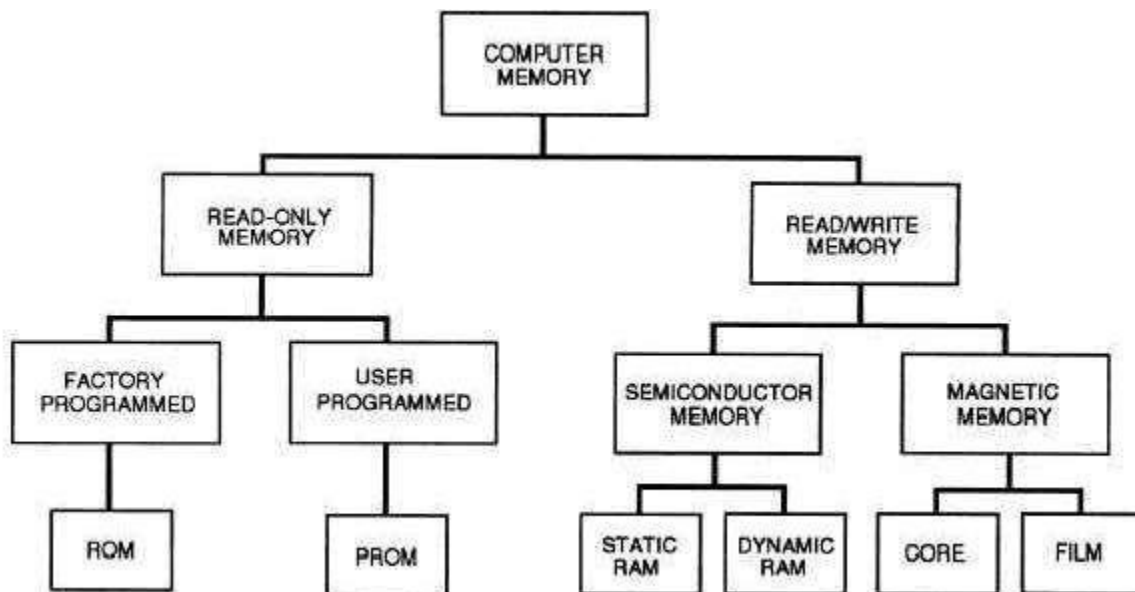 COMPUTER
MEMORY
READ-ONLY
MEMORY
READ/WRITE
MEMORY
FACTORY
PROGRAMMED
USER
PROGRAMMED
SEMICONDUCTOR
MEMORY
MAGNETIC
MEMORY
ROM
PROM
STATIC
RAM
DYNAMIC
RAM
CORE
FILM